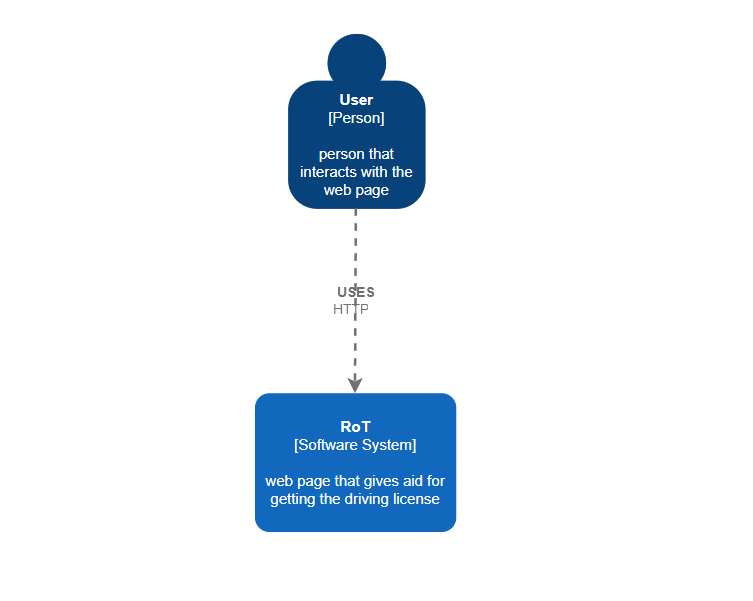 User
[Person]
person that
interacts with the
web page
USES
HTTP
RoT
[Software System]
web page that gives aid for
getting the driving license